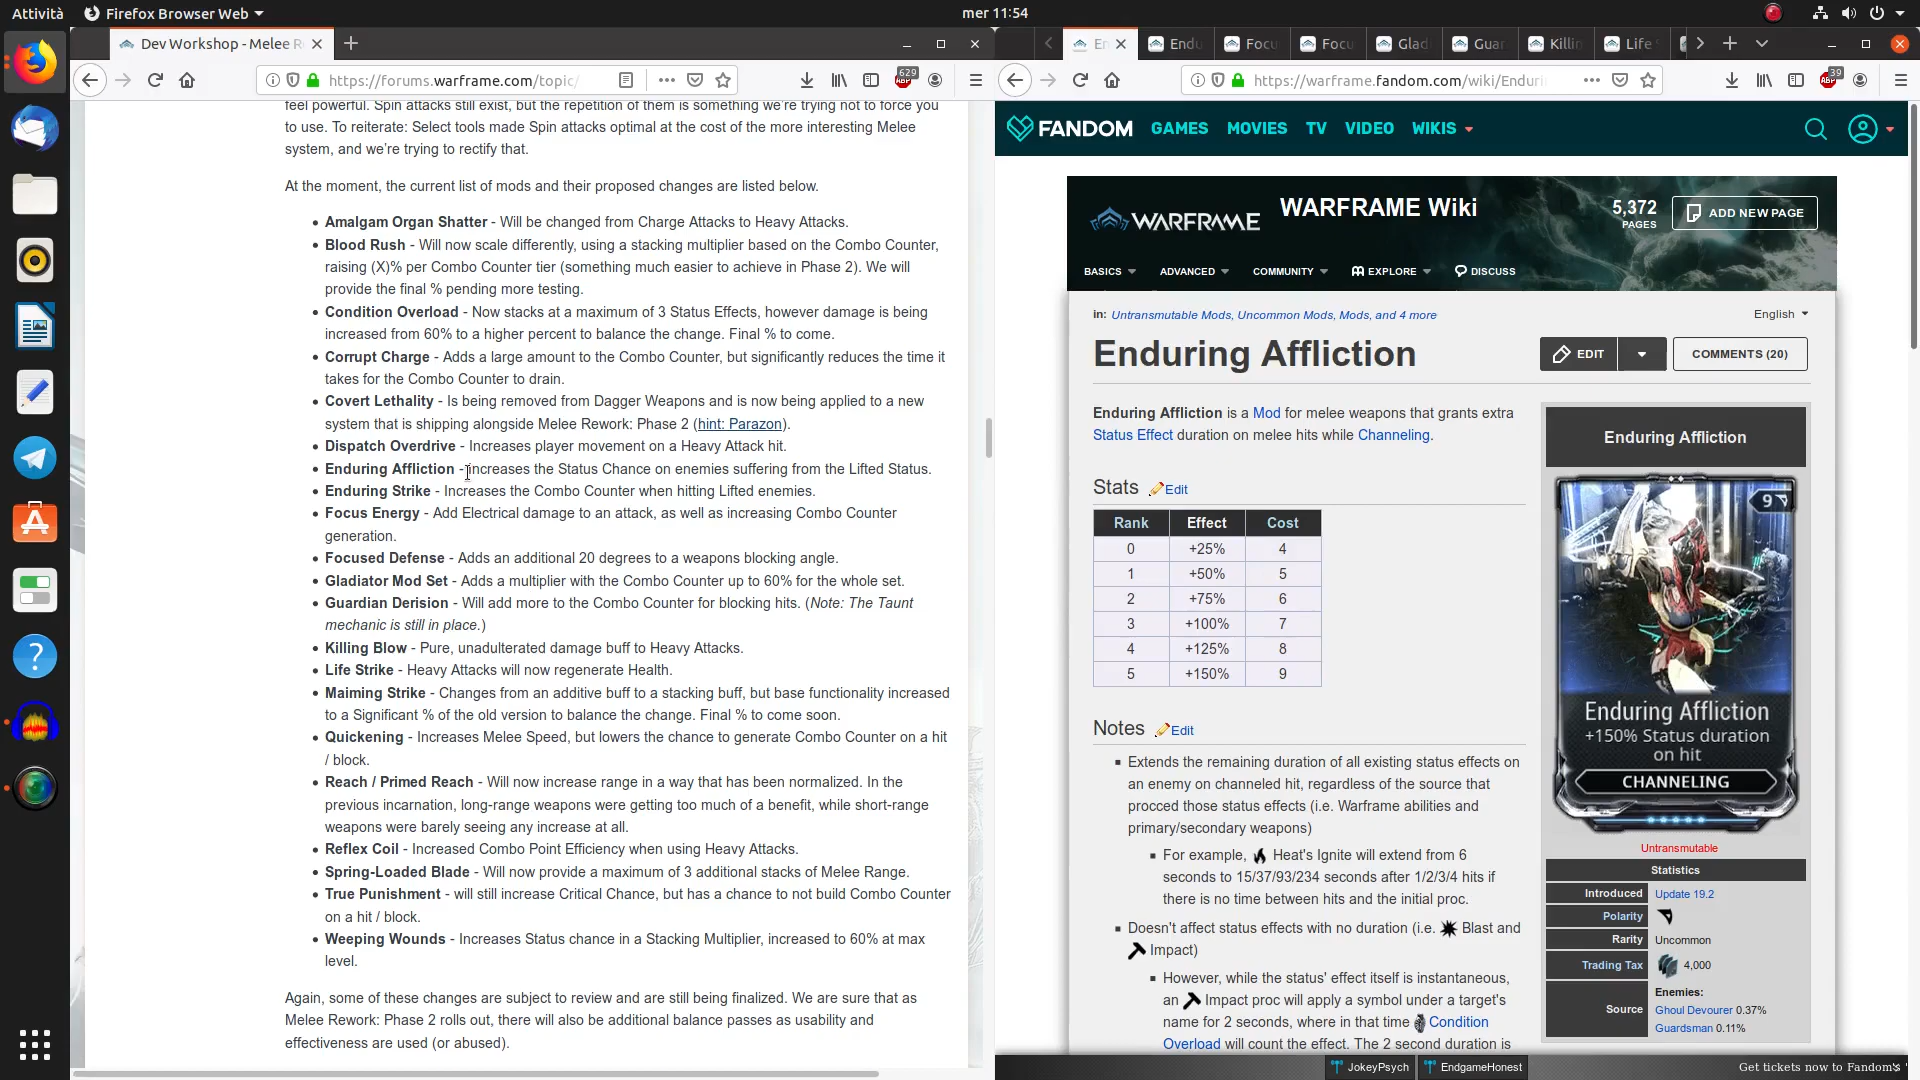 Attività
Firefox Browser Web
mer 11:54
Dev Workshop - Melee R
https://forums.warframe.com/topic/
629
feel powerful. Spin attacks still exist, but the repetition of them is something we're trying not to force you
to use. To reiterate: Select tools made Spin attacks optimal at the cost of the more interesting Melee
system, and we're trying to rectify that.
At the moment, the current list of mods and their proposed changes are listed below.
Amalgam Organ Shatter - Will be changed from Charge Attacks to Heavy Attacks.
Blood Rush - Will now scale differently, using a stacking multiplier based on the Combo Counter,
raising (X)% per Combo Counter tier (something much easier to achieve in Phase 2). We will
provide the final % pending more testing.
Condition Overload - Now stacks at a maximum of 3 Status Effects, however damage is being
increased from 60% to a higher percent to balance the change. Final % to come.
Corrupt Charge - Adds a large amount to the Combo Counter, but significantly reduces the time it
takes for the Combo Counter to drain.
Covert Lethality - Is being removed from Dagger Weapons and is now being applied to a new
system that is shipping alongside Melee Rework: Phase 2 (hint: Parazon).
Dispatch Overdrive - Increases player movement on a Heavy Attack hit.
Enduring Affliction - Increases the Status Chance on enemies suffering from the Lifted Status.
Enduring Strike - Increases the Combo Counter when hitting Lifted enemies.
Focus Energy - Add Electrical damage to an attack, as well as increasing Combo Counter
generation.
Focused Defense - Adds an additional 20 degrees to a weapons blocking angle.
Gladiator Mod Set - Adds a multiplier with the Combo Counter up to 60% for the whole set.
Guardian Derision - Will add more to the Combo Counter for blocking hits. (Note: The Taunt
mechanic is still in place.)
Killing Blow - Pure, unadulterated damage buff to Heavy Attacks.
Life Strike - Heavy Attacks will now regenerate Health.
Maiming Strike - Changes from an additive buff to a stacking buff, but base functionality increased
to a Significant % of the old version to balance the change. Final % to come soon.
Quickening - Increases Melee Speed, but lowers the chance to generate Combo Counter on a hit
/ block.
Reach / Primed Reach - Will now increase range in a way that has been normalized. In the
previous incarnation, long-range weapons were getting too much of a benefit, while short-range
weapons were barely seeing any increase at all.
Reflex Coil - Increased Combo Point Efficiency when using Heavy Attacks.
Spring-Loaded Blade - Will now provide a maximum of 3 additional stacks of Melee Range.
True Punishment - will still increase Critical Chance, but has a chance to not build Combo Counter
on a hit / block.
Weeping Wounds - Increases Status chance in a Stacking Multiplier, increased to 60% at max
level.
Again, some of these changes are subject to review and are still being finalized. We are sure that as
Melee Rework: Phase 2 rolls out, there will also be additional balance passes as usability and
effectiveness are used (or abused).
En
Endu
Focu
Focu
Glad
Guar
Killin
Life
https://warframe.fandom.com/wiki/Enduri
39
FANDOM GAMES MOVIES TV VIDEO WIKIS
WARFRAME
WARFRAME Wiki
5,372
PAGES
ADD NEW PAGE
BASICS ADVANCED COMMUNITY EXPLORE DISCUSS
in: Untransmutable Mods, Uncommon Mods, Mods, and 4 more
English
Enduring Affliction
EDIT
COMMENTS (20)
Enduring Affliction is a Mod for melee weapons that grants extra
Status Effect duration on melee hits while Channeling.
Stats Edit
Rank Effect Cost
0 +25% 4
1 +50% 5
2 +75% 6
3 +100% 7
4 +125% 8
5 +150% 9
Notes Edit
Extends the remaining duration of all existing status effects on
an enemy on channeled hit, regardless of the source that
procced those status effects (i.e. Warframe abilities and
primary/secondary weapons)
For example, Heat's Ignite will extend from 6
seconds to 15/37/93/234 seconds after 1/2/3/4 hits if
there is no time between hits and the initial proc.
Doesn't affect status effects with no duration (i.e. Blast and
Impact)
However, while the status' effect itself is instantaneous,
an Impact proc will apply a symbol under a target's
name for 2 seconds, where in that time Condition
Overload will count the effect. The 2 second duration is
Enduring Affliction
9
Enduring Affliction
+150% Status duration
on hit
CHANNELING
Untransmutable
Statistics
Introduced Update 19.2
Polarity
Rarity Uncommon
Trading Tax 4,000
Source
Enemies:
Ghoul Devourer 0.37%
Guardsman 0.11%
JokeyPsych
EndgameHonest
Get tickets now to Fandom's